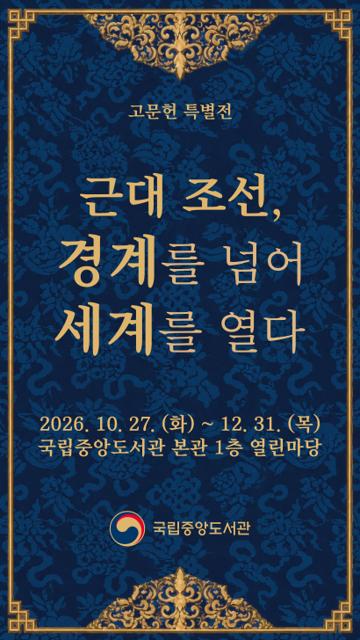 고문헌 특별전
근대 조선,
경계를 넘어
세계를 열다
2026. 10. 27. (화) ~ 12. 31. (목)
국립중앙도서관 본관 1층 열린마당
국립중앙도서관